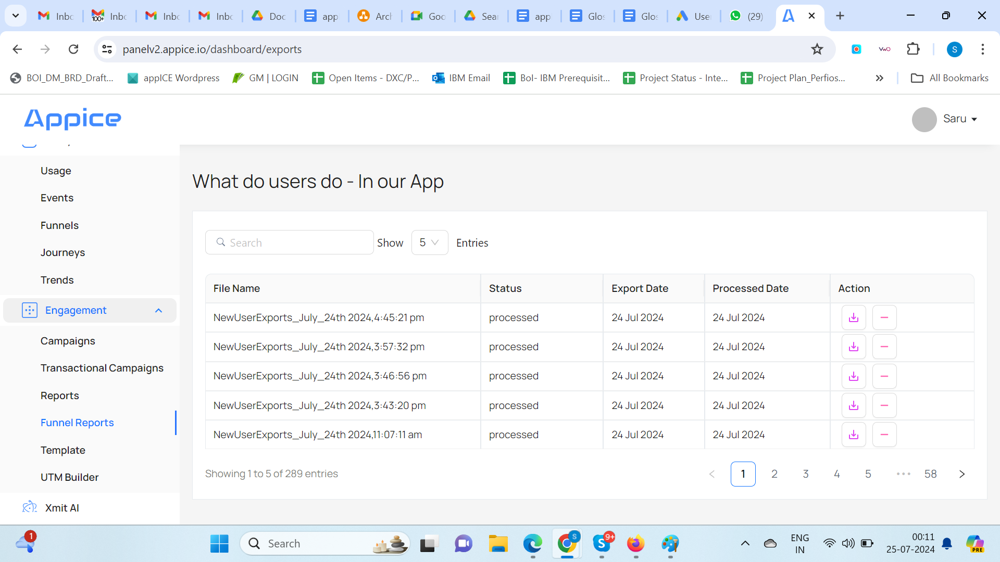 Inbo
100+
Inbo
Inbo
Inbo
Doc
app
Arch
Goo
Sear
app
Glos
Glos
User
(29)
panelv2.appice.io/dashboard/exports
VWO
S
BOI_DM_BRD_Draft...
appICE Wordpress
GM | LOGIN
Open Items - DXC/P...
IBM Email
BoI- IBM Prerequisit...
Project Status - Inte...
Project Plan_Perfios...
All Bookmarks
Appice
Saru
Usage
Events
Funnels
Journeys
Trends
Engagement
Campaigns
Transactional Campaigns
Reports
Funnel Reports
Template
UTM Builder
Xmit AI
What do users do - In our App
Search Show 5 Entries
File Name Status Export Date Processed Date Action
NewUserExports_July_24th 2024,4:45:21 pm processed 24 Jul 2024 24 Jul 2024
NewUserExports_July_24th 2024,3:57:32 pm processed 24 Jul 2024 24 Jul 2024
NewUserExports_July_24th 2024,3:46:56 pm processed 24 Jul 2024 24 Jul 2024
NewUserExports_July_24th 2024,3:43:20 pm processed 24 Jul 2024 24 Jul 2024
NewUserExports_July_24th 2024,11:07:11 am processed 24 Jul 2024 24 Jul 2024
Showing 1 to 5 of 289 entries
1 2 3 4 5 ••• 58
1
Search
S
9+
ENG
IN
00:11
25-07-2024
PRE